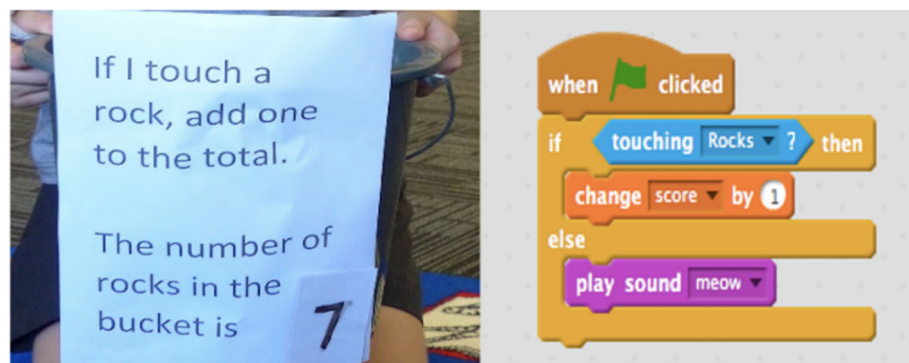 If I touch a
rock, add one
to the total.
The number of
rocks in the
bucket is 7
when clicked
if touching Rocks ? then
change score by 1
else
play sound meow